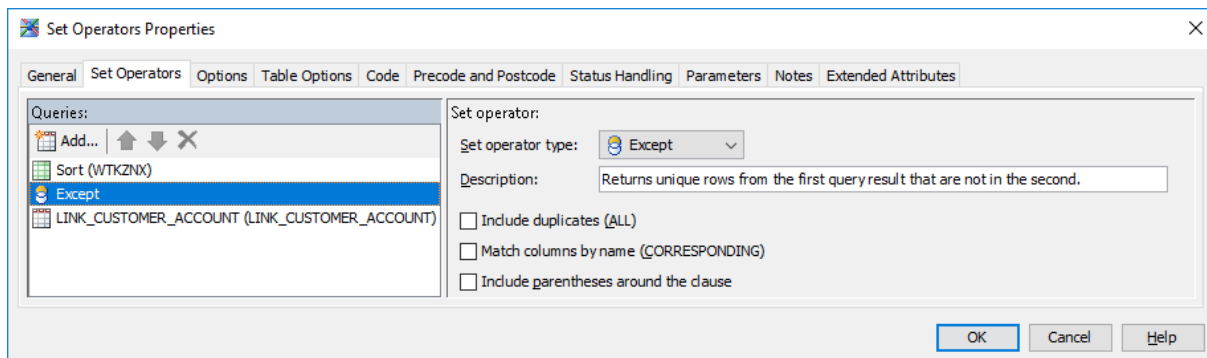 Set Operators Properties
General Set Operators Options Table Options Code Precode and Postcode Status Handling Parameters Notes Extended Attributes
Queries:
Add...
Sort (WTKZNX)
Except
LINK_CUSTOMER_ACCOUNT (LINK_CUSTOMER_ACCOUNT)
Set operator:
Set operator type: Except
Description: Returns unique rows from the first query result that are not in the second.
Include duplicates (ALL)
Match columns by name (CORRESPONDING)
Include parentheses around the clause
OK Cancel Help